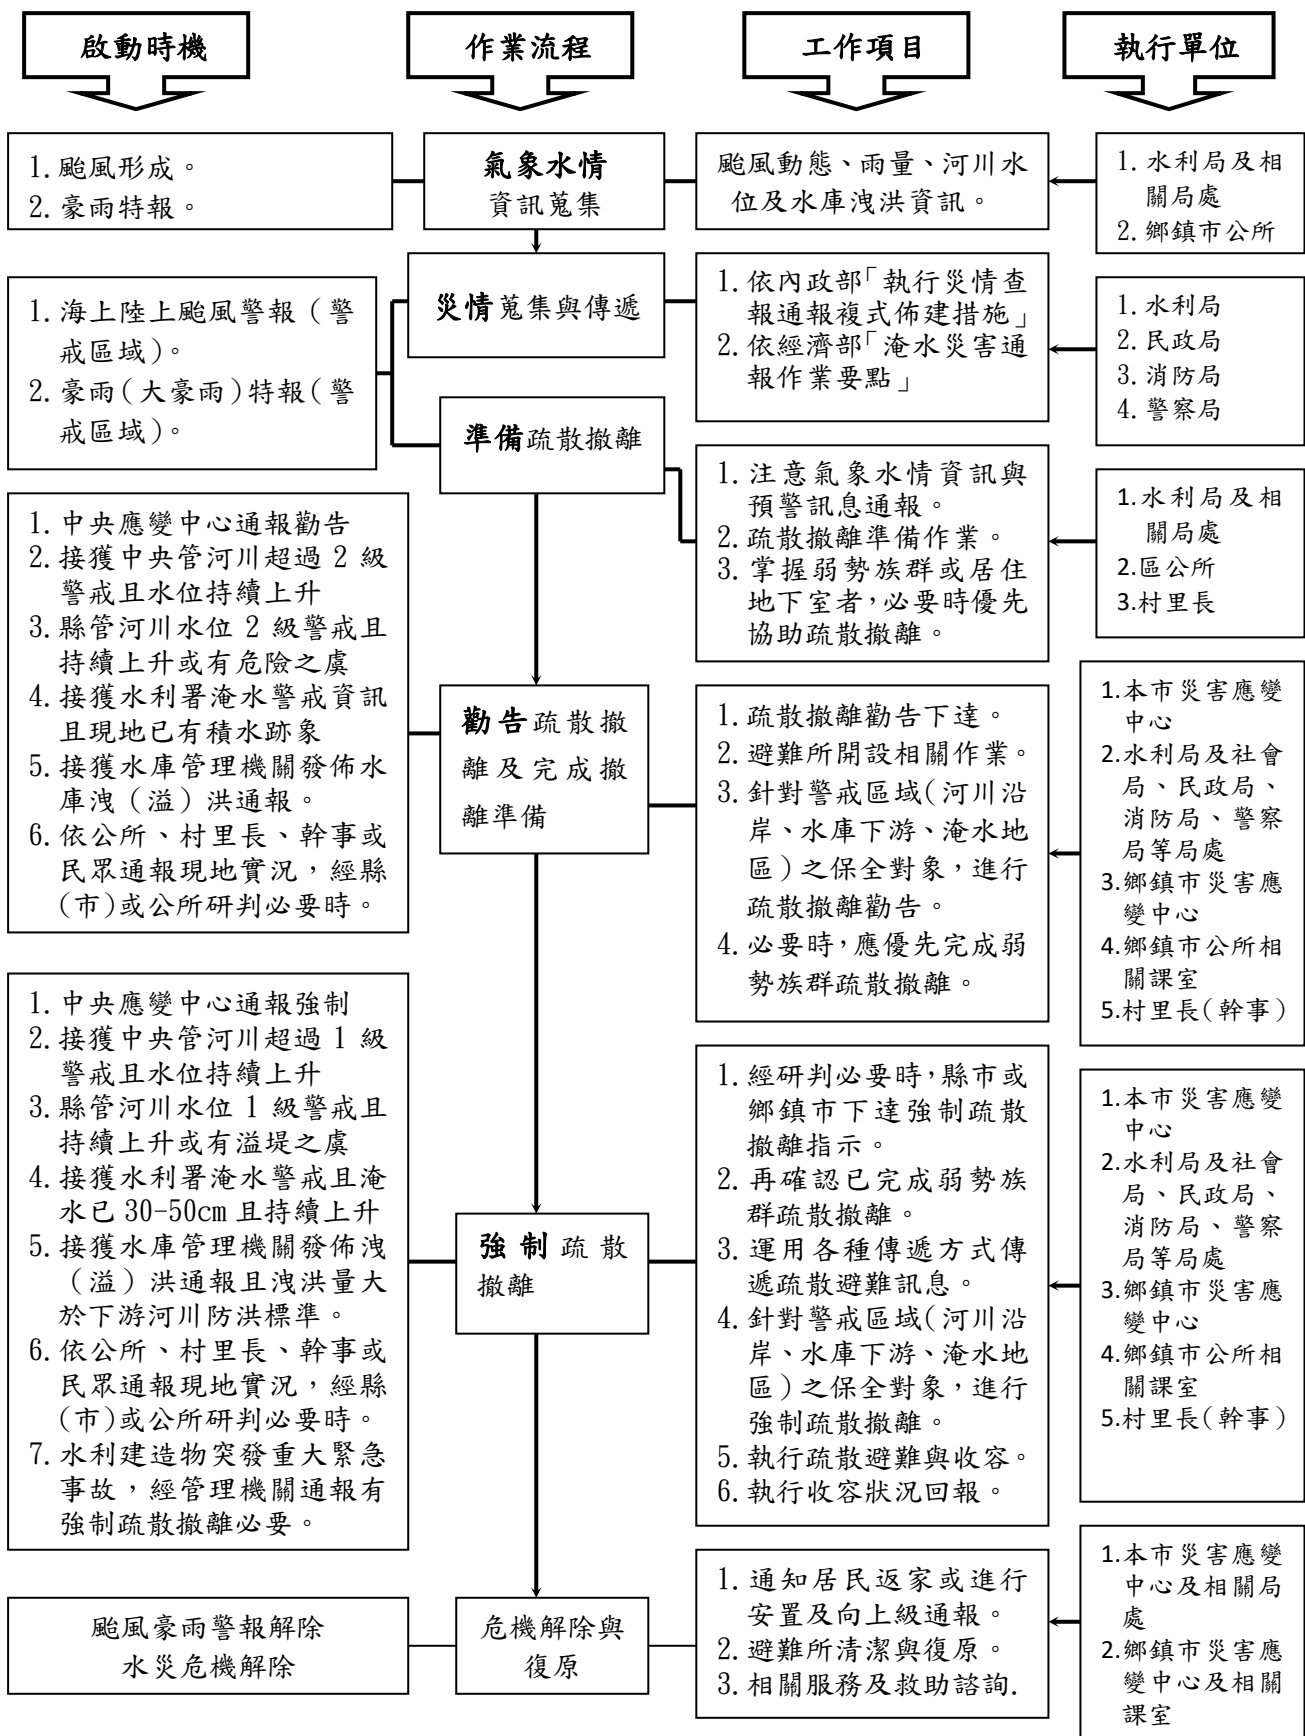 啟動時機
作業流程
工作項目
執行單位
1. 颱風形成。
2. 豪雨特報。
氣象水情
資訊蒐集
颱風動態、雨量、河川水
位及水庫洩洪資訊。
1. 水利局及相
關局處
2. 鄉鎮市公所
1. 海上陸上颱風警報（警
戒區域）。
2. 豪雨（大豪雨）特報（警
戒區域）。
災情蒐集與傳遞
1. 依內政部「執行災情查
報通報複式佈建措施」
2. 依經濟部「淹水災害通
報作業要點」
1. 水利局
2. 民政局
3. 消防局
4. 警察局
準備疏散撤離
1. 注意氣象水情資訊與
預警訊息通報。
2. 疏散撤離準備作業。
3. 掌握弱勢族群或居住
地下室者，必要時優先
協助疏散撤離。
1. 水利局及相
關局處
2.區公所
3.村里長
1. 中央應變中心通報勸告
2. 接獲中央管河川超過 2 級
警戒且水位持續上升
3. 縣管河川水位 2 級警戒且
持續上升或有危險之虞
4. 接獲水利署淹水警戒資訊
且現地已有積水跡象
5. 接獲水庫管理機關發佈水
庫洩（溢）洪通報。
6. 依公所、村里長、幹事或
民眾通報現地實況，經縣
(市)或公所研判必要時。
勸告疏散撤
離及完成撤
離準備
1. 疏散撤離勸告下達。
2. 避難所開設相關作業。
3. 針對警戒區域(河川沿
岸、水庫下游、淹水地
區）之保全對象，進行
疏散撤離勸告。
4. 必要時，應優先完成弱
勢族群疏散撤離。
1.本市災害應變
中心
2.水利局及社會
局、民政局、
消防局、警察
局等局處
3.鄉鎮市災害應
變中心
4.鄉鎮市公所相
關課室
5.村里長(幹事）
1. 中央應變中心通報強制
2. 接獲中央管河川超過 1 級
警戒且水位持續上升
3. 縣管河川水位 1 級警戒且
持續上升或有溢堤之虞
4. 接獲水利署淹水警戒且淹
水已 30-50cm 且持續上升
5. 接獲水庫管理機關發佈洩
（溢）洪通報且洩洪量大
於下游河川防洪標準。
6. 依公所、村里長、幹事或
民眾通報現地實況，經縣
(市)或公所研判必要時。
7. 水利建造物突發重大緊急
事故，經管理機關通報有
強制疏散撤離必要。
強制疏散
撤離
1. 經研判必要時，縣市或
鄉鎮市下達強制疏散
撤離指示。
2. 再確認已完成弱勢族
群疏散撤離。
3. 運用各種傳遞方式傳
遞疏散避難訊息。
4. 針對警戒區域(河川沿
岸、水庫下游、淹水地
區）之保全對象，進行
強制疏散撤離。
5. 執行疏散避難與收容。
6. 執行收容狀況回報。
1.本市災害應變
中心
2.水利局及社會
局、民政局、
消防局、警察
局等局處
3.鄉鎮市災害應
變中心
4.鄉鎮市公所相
關課室
5.村里長(幹事）
颱風豪雨警報解除
水災危機解除
危機解除與
復原
1. 通知居民返家或進行
安置及向上級通報。
2. 避難所清潔與復原。
3. 相關服務及救助諮詢.
1.本市災害應變
中心及相關局
處
2.鄉鎮市災害應
變中心及相關
課室